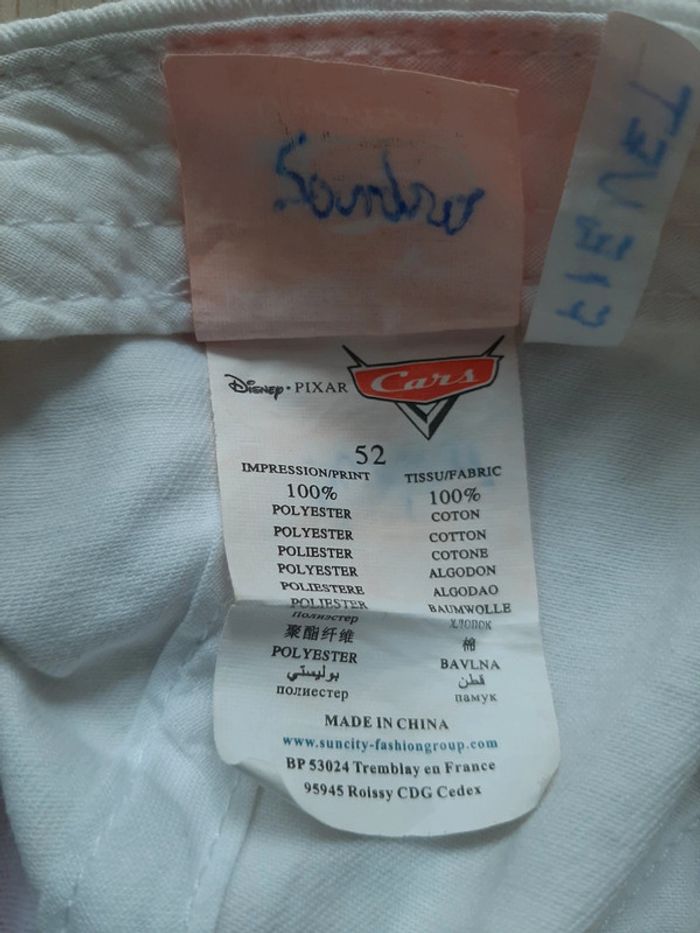 Sandro
Disney • PIXAR Cars
52
IMPRESSION/PRINT TISSU/FABRIC
100% 100%
POLYESTER COTON
POLYESTER COTTON
POLIESTER COTONE
POLYESTER ALGODON
POLIESTERE ALGODAO
POLIESTER BAUMWOLLE
полиэстер хлопок
聚酯纤维 棉
POLYESTER BAVLNA
بوليستي قطن
полиестер памук
MADE IN CHINA
www.suncity-fashiongroup.com
BP 53024 Tremblay en France
95945 Roissy CDG Cedex